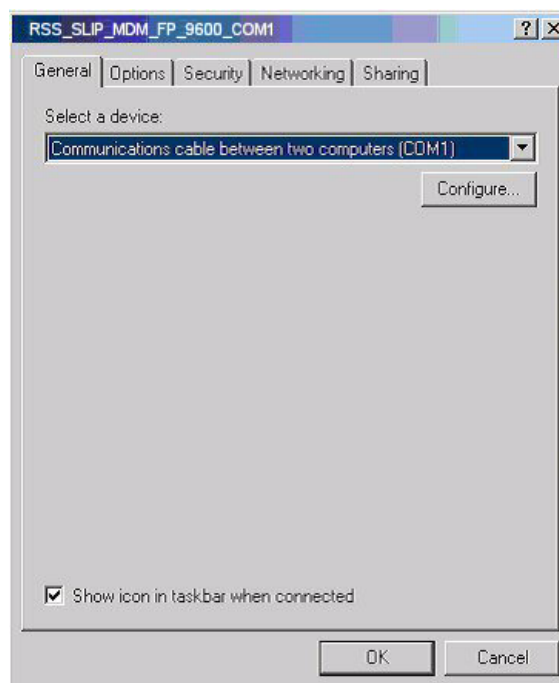 RSS_SLIP_MDM_FP_9600_COM1
General Options Security Networking Sharing
Select a device:
Communications cable between two computers (COM1)
Configure...
Show icon in taskbar when connected
OK Cancel